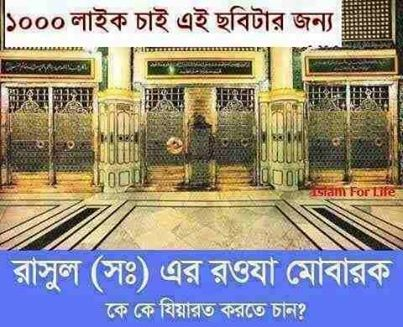 ১০০০ লাইক চাই এই ছবিটার জন্য
Islam For Life
রাসুল (সঃ) এর রওযা মোবারক
কে কে যিয়ারত করতে চান?